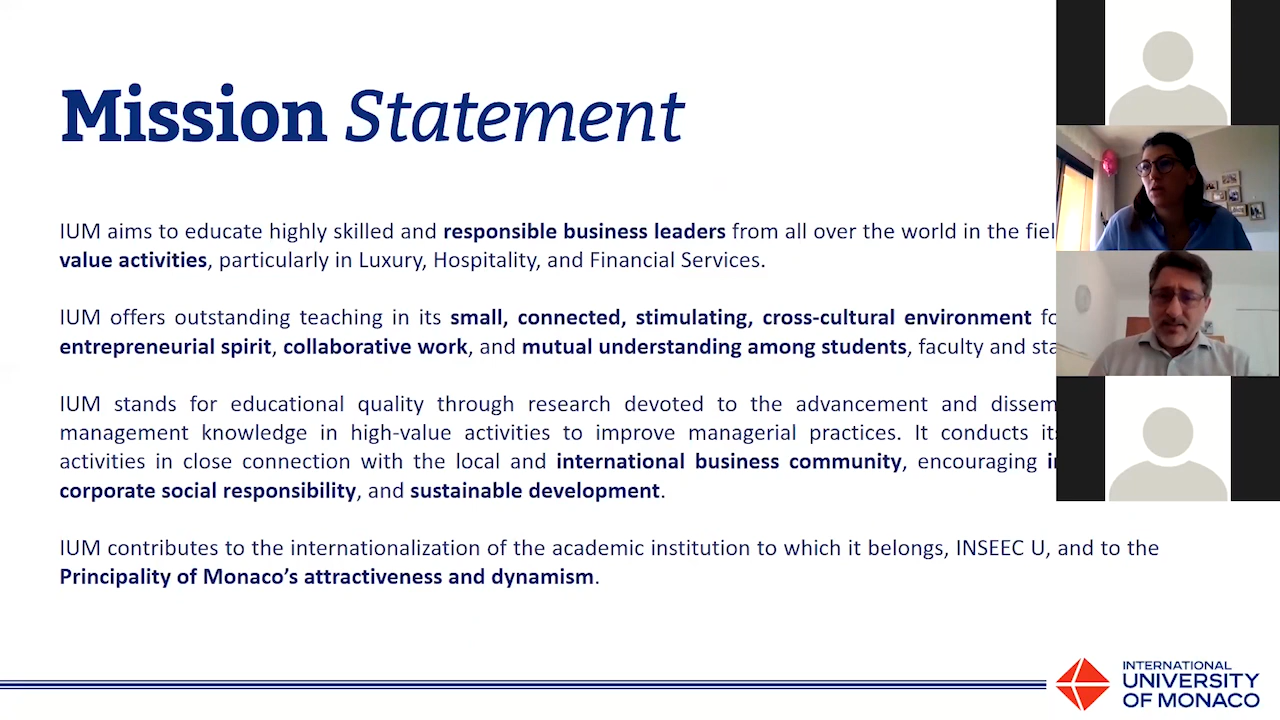 Mission Statement
IUM aims to educate highly skilled and responsible business leaders from all over the world in the
value activities, particularly in Luxury, Hospitality, and Financial Services.
IUM offers outstanding teaching in its small, connected, stimulating, cross-cultural environment
entrepreneurial spirit, collaborative work, and mutual understanding among students, faculty and
IUM stands for educational quality through research devoted to the advancement and
management knowledge in high-value activities to improve managerial practices. It conducts
activities in close connection with the local and international business community, encouraging
corporate social responsibility, and sustainable development.
IUM contributes to the internationalization of the academic institution to which it belongs, INSEEC U, and to the
Principality of Monaco’s attractiveness and dynamism.
INTERNATIONAL
UNIVERSITY
OF MONACO